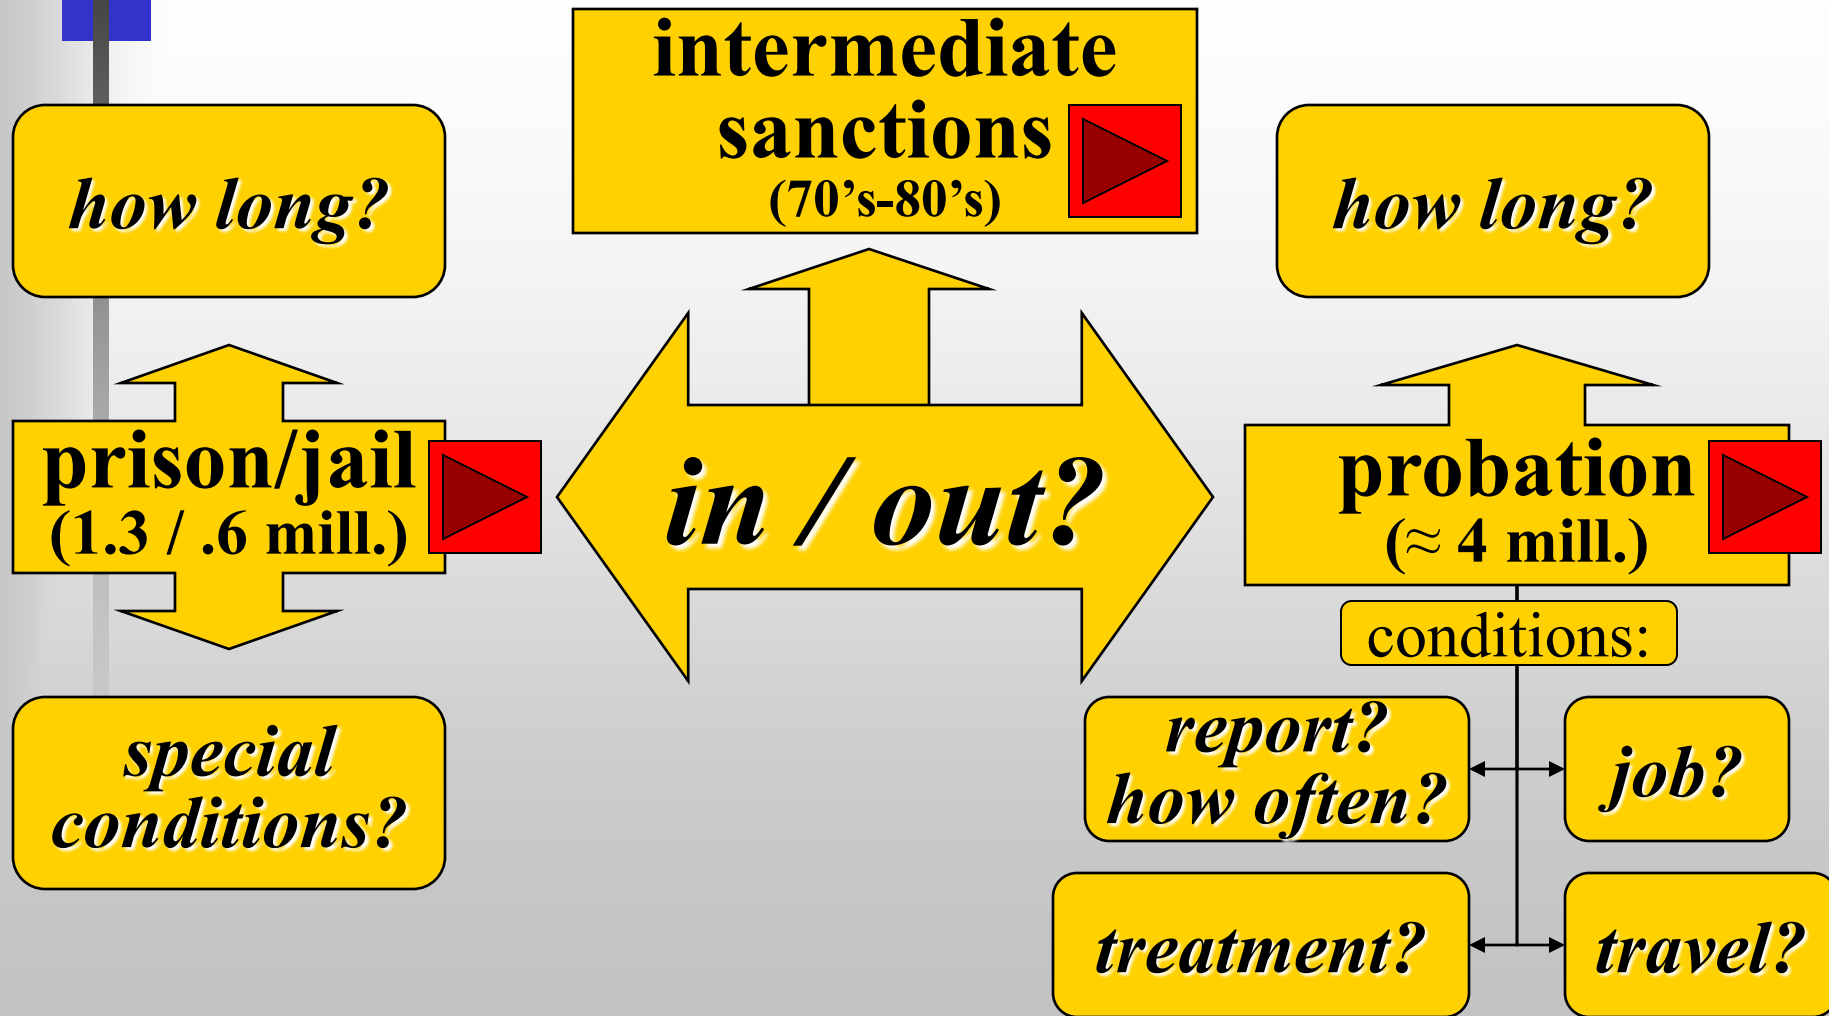 intermediate
sanctions
(70’s-80’s)
how long?
how long?
prison/jail
(1.3 / .6 mill.)
in / out?
probation
(≈ 4 mill.)
conditions:
special
conditions?
report?
how often?
job?
treatment?
travel?